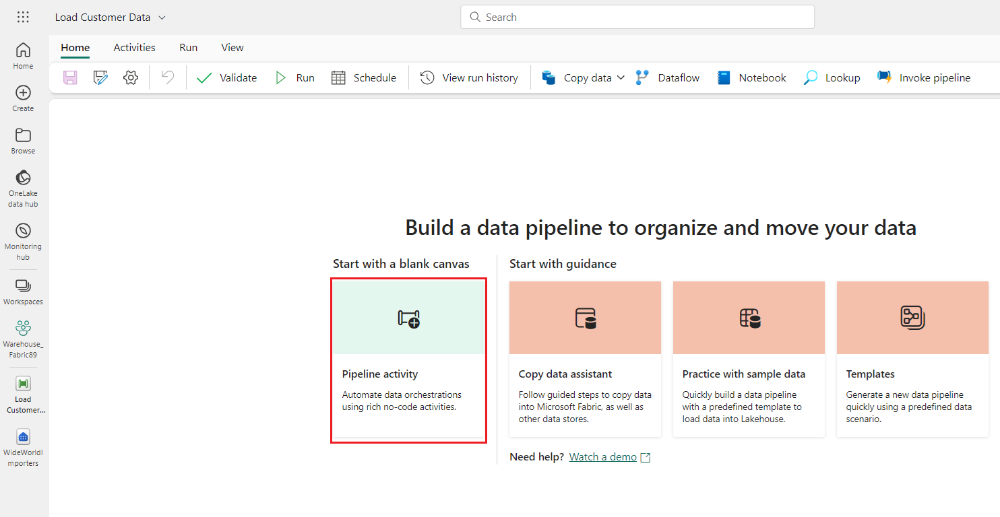 Load Customer Data
Search
Home
Activities
Run
View
Validate
Run
Schedule
View run history
Copy data
Dataflow
Notebook
Lookup
Invoke pipeline
Home
Create
Browse
OneLake
data hub
Monitoring
hub
Workspaces
Warehouse_
Fabric89
Load
Customer...
WideWorldI
mporters
Build a data pipeline to organize and move your data
Start with a blank canvas
Pipeline activity
Automate data orchestrations
using rich no-code activities.
Start with guidance
Copy data assistant
Follow guided steps to copy data
into Microsoft Fabric, as well as
other data stores.
Practice with sample data
Quickly build a data pipeline
with a predefined template to
load data into Lakehouse.
Templates
Generate a new data pipeline
quickly using a predefined data
scenario.
Need help? Watch a demo